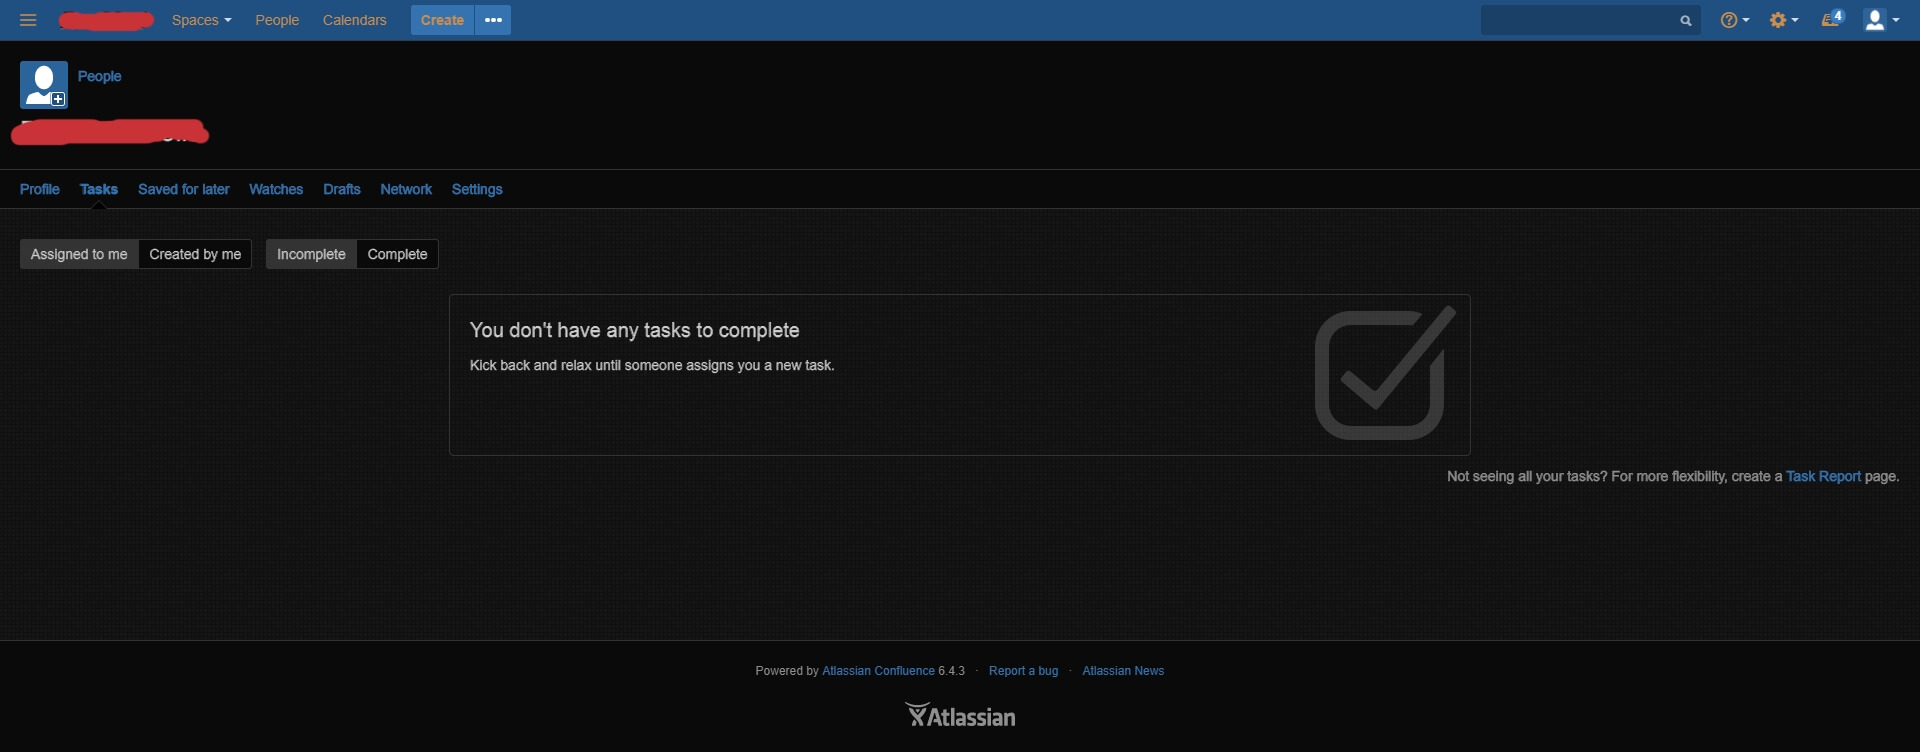 Spaces People Calendars Create ••• 4
People
Profile Tasks Saved for later Watches Drafts Network Settings
Assigned to me Created by me Incomplete Complete
You don't have any tasks to complete
Kick back and relax until someone assigns you a new task.
Not seeing all your tasks? For more flexibility, create a Task Report page.
Powered by Atlassian Confluence 6.4.3 · Report a bug · Atlassian News
Atlassian